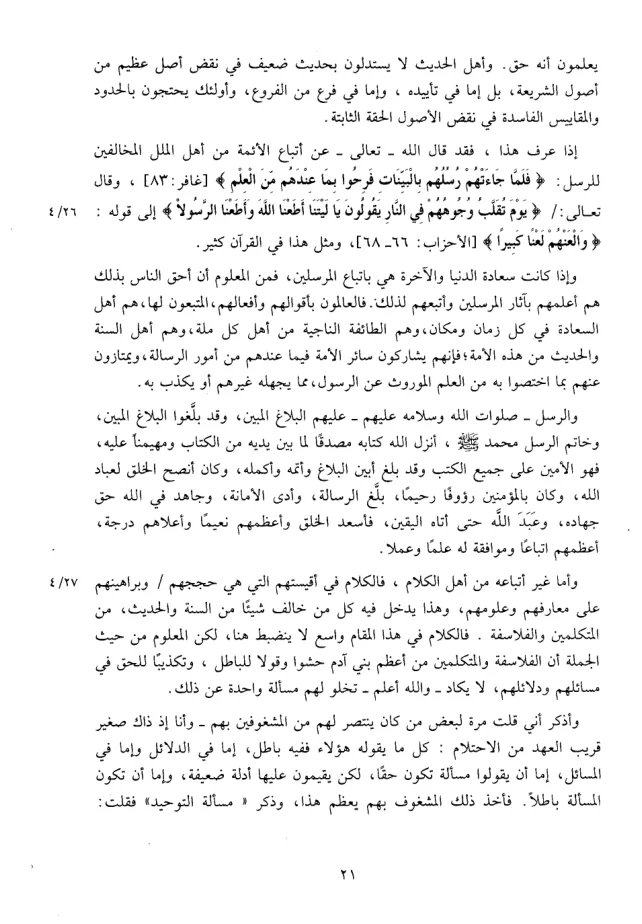 يعلمون أنه حق. وأهل الحديث لا يستدلون بحديث ضعيف في نقض أصل عظيم من
أصول الشريعة، بل إما في تأييده ، وإما في فرع من الفروع، وأولئك يحتجون بالحدود
والمقاييس الفاسدة في نقض الأصول الحقة الثابتة.
إذا عرف هذا ، فقد قال الله ـ تعالى ـ عن أتباع الأئمة من أهل الملل المخالفين
للرسل: ﴿ فَلَمَّا جَاءَتْهُمْ رُسُلُهُم بِالْبَيِّنَاتِ فَرِحُوا بِمَا عِندَهُم مِّنَ الْعِلْمِ ﴾ [غافر: ٨٣] ، وقال
تعالى:/ ﴿ يَوْمَ تُقَلَّبُ وُجُوهُهُمْ فِي النَّارِ يَقُولُونَ يَا لَيْتَنَا أَطَعْنَا اللَّهَ وَأَطَعْنَا الرَّسُولا ﴾ إلى قوله : ٤/٢٦
﴿ وَالْعَنْهُمْ لَعْنًا كَبِيرًا ﴾ [الأحزاب: ٦٦ـ ٦٨]، ومثل هذا في القرآن كثير.
وإذا كانت سعادة الدنيا والآخرة هي باتباع المرسلين، فمن المعلوم أن أحق الناس بذلك
هم أعلمهم بآثار المرسلين وأتبعهم لذلك. فالعالمون بأقوالهم وأفعالهم، المتبعون لها، هم أهل
السعادة في كل زمان ومكان، وهم الطائفة الناجية من أهل كل ملة، وهم أهل السنة
والحديث من هذه الأمة؛ فإنهم يشاركون سائر الأمة فيما عندهم من أمور الرسالة، ويمتازون
عنهم بما اختصوا به من العلم الموروث عن الرسول، مما يجهله غيرهم أو يكذب به.
والرسل ـ صلوات الله وسلامه عليهم ـ عليهم البلاغ المبين، وقد بلَّغوا البلاغ المبين،
وخاتم الرسل محمد ﷺ ، أنزل الله كتابه مصدقًا لما بين يديه من الكتاب ومهيمناً عليه،
فهو الأمين على جميع الكتب وقد بلغ أبين البلاغ وأتمه وأكمله، وكان أنصح الخلق لعباد
الله، وكان بالمؤمنين رؤوفًا رحيمًا، بلَّغ الرسالة، وأدى الأمانة، وجاهد في الله حق
جهاده، وعَبَدَ اللَّه حتى أتاه اليقين، فأسعد الخلق وأعظمهم نعيمًا وأعلاهم درجة،
أعظمهم اتباعًا وموافقة له علمًا وعملا.
وأما غير أتباعه من أهل الكلام ، فالكلام في أقيستهم التي هي حججهم / وبراهينهم ٤/٢٧
على معارفهم وعلومهم، وهذا يدخل فيه كل من خالف شيئًا من السنة والحديث، من
المتكلمين والفلاسفة . فالكلام في هذا المقام واسع لا ينضبط هنا، لكن المعلوم من حيث
الجملة أن الفلاسفة والمتكلمين من أعظم بني آدم حشوا وقولا للباطل ، وتكذيبًا للحق في
مسائلهم ودلائلهم، لا يكاد ـ والله أعلم ـ تخلو لهم مسألة واحدة عن ذلك.
وأذكر أني قلت مرة لبعض من كان ينتصر لهم من المشغوفين بهم ـ وأنا إذ ذاك صغير
قريب العهد من الاحتلام : كل ما يقوله هؤلاء ففيه باطل، إما في الدلائل وإما في
المسائل، إما أن يقولوا مسألة تكون حقًا، لكن يقيمون عليها أدلة ضعيفة، وإما أن تكون
المسألة باطلاً. فأخذ ذلك المشغوف بهم يعظم هذا، وذكر « مسألة التوحيد» فقلت:
٢١